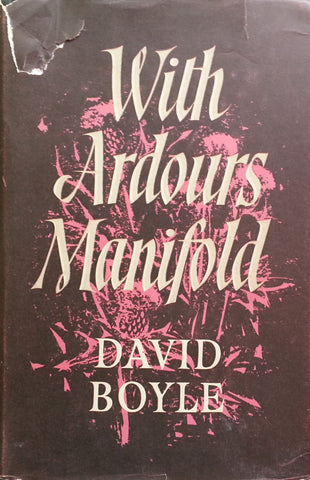 With
Ardours
Manifold
DAVID
BOYLE